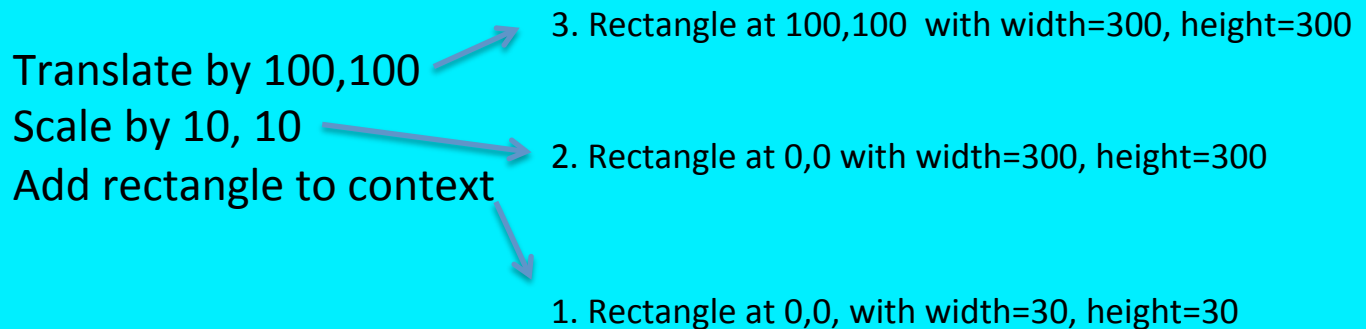 Translate by 100,100
Scale by 10, 10
Add rectangle to context
3. Rectangle at 100,100  with width=300, height=300
2. Rectangle at 0,0 with width=300, height=300
1. Rectangle at 0,0, with width=30, height=30